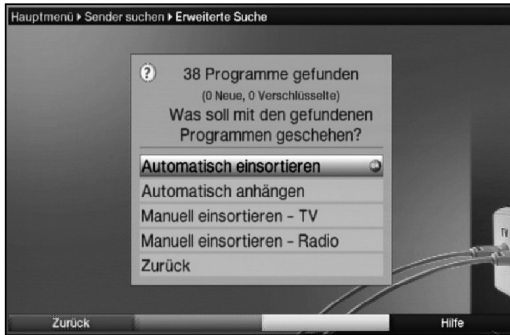 Hauptmenü ▸ Sender suchen ▸ Erweiterte Suche
? 38 Programme gefunden
(0 Neue, 0 Verschlüsselte)
Was soll mit den gefundenen
Programmen geschehen?
Automatisch einsortieren
Automatisch anhängen
Manuell einsortieren - TV
Manuell einsortieren - Radio
Zurück
TV
Zurück Hilfe